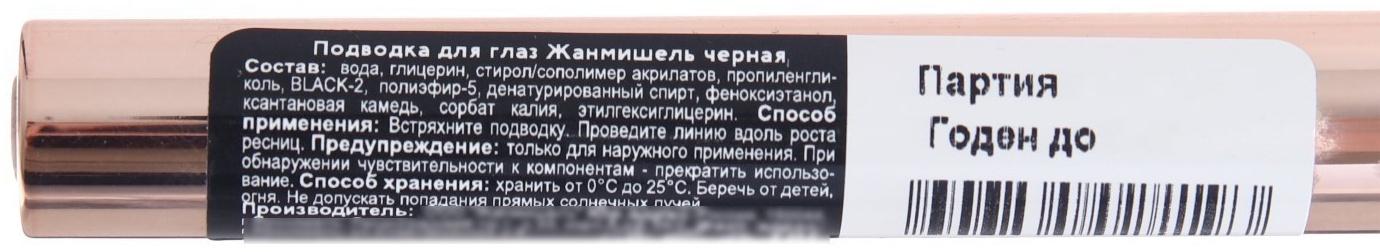 Подводка для глаз Жанмишель черная
Состав: вода, глицерин, стирол/сополимер акрилатов, пропиленгли-
коль, BLACK-2, полиэфир-5, денатурированный спирт, феноксиэтанол,
ксантановая камедь, сорбат калия, этилгексиглицерин. Способ
применения: Встряхните подводку. Проведите линию вдоль роста
ресниц. Предупреждение: только для наружного применения. При
обнаружении чувствительности к компонентам - прекратить использо-
вание. Способ хранения: хранить от 0°C до 25°C. Беречь от детей,
огня. Не допускать попадания прямых солнечных лучей.
Производитель:
Партия
Годен до